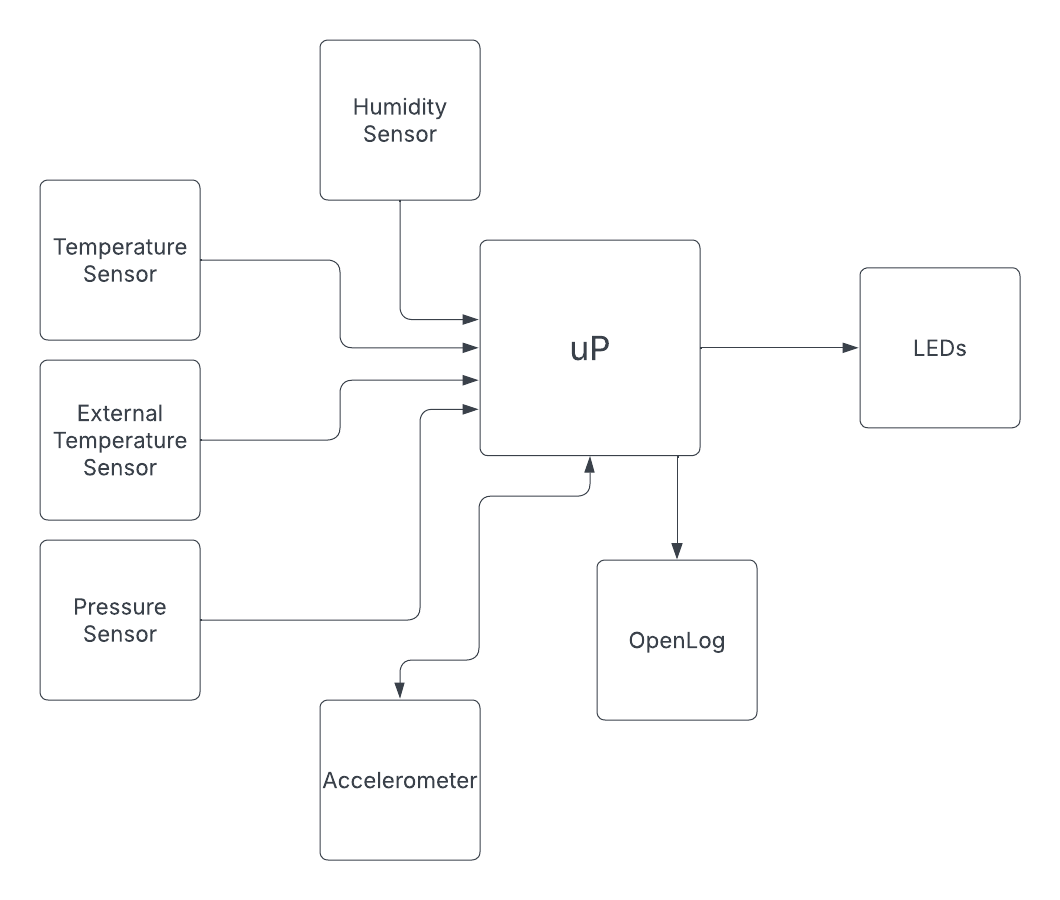 Humidity
Sensor
Temperature
Sensor
uP
LEDs
External
Temperature
Sensor
Pressure
Sensor
OpenLog
Accelerometer